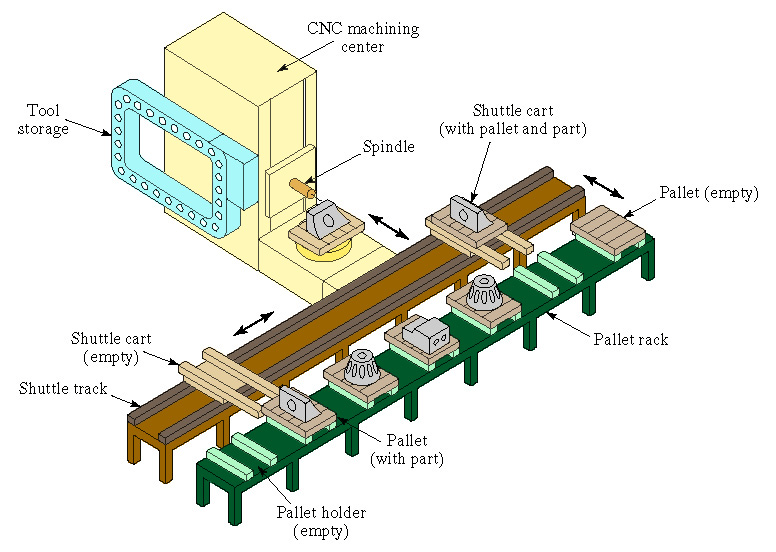 CNC machining
center
Tool
storage
Spindle
Shuttle cart
(with pallet and part)
Pallet (empty)
Shuttle cart
(empty)
Pallet rack
Shuttle track
Pallet
(with part)
Pallet holder
(empty)